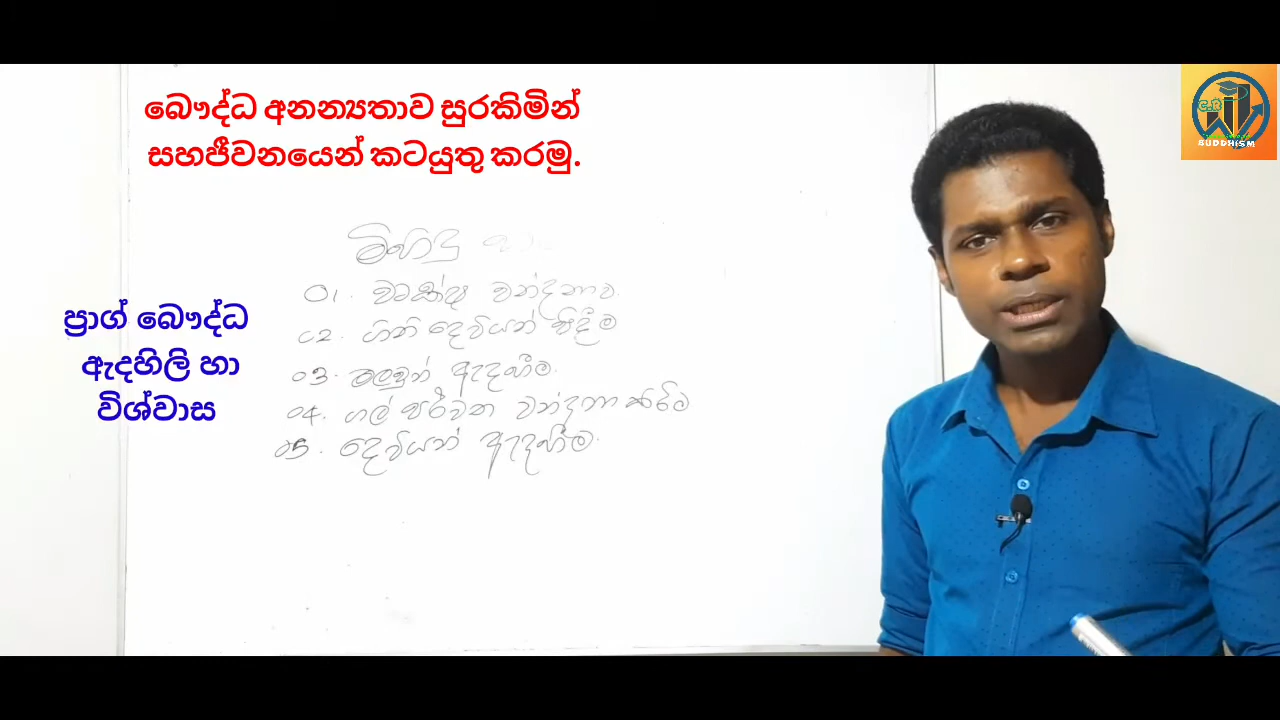 බෞද්ධ අනන්‍යතාව සුරකිමින්
සහජීවනයෙන් කටයුතු කරමු.
BUDDHISM
මිහිඳු
ප්‍රාග් බෞද්ධ
ඇදහිලි හා
විශ්වාස
01. වන්දනාව.
02. ගිනි දෙවියන් පිදීම
03. මලවුන් ඇදහීම.
04. ගල් පර්වත වන්දනා කිරීම
05. දෙවියන් ඇදහීම.